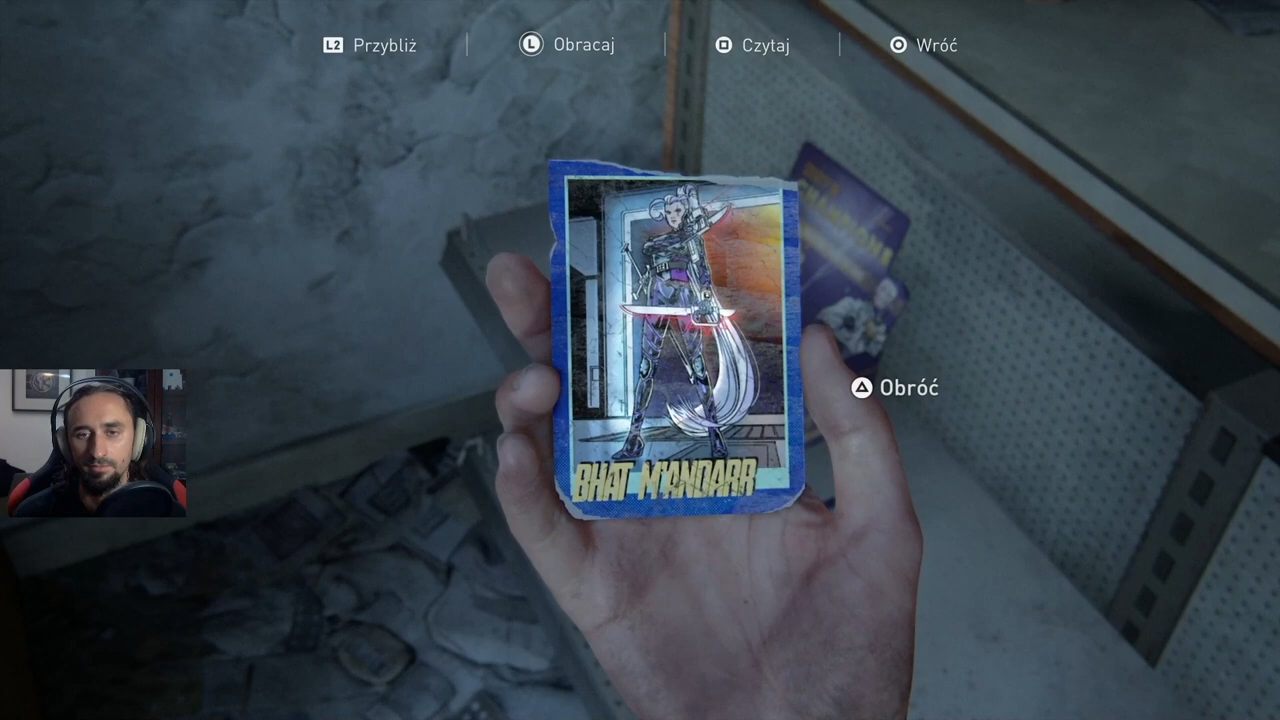 L2 Przybliż
L Obracaj
Czytaj
Wróć
Obróć
BHAT M'ANDARR